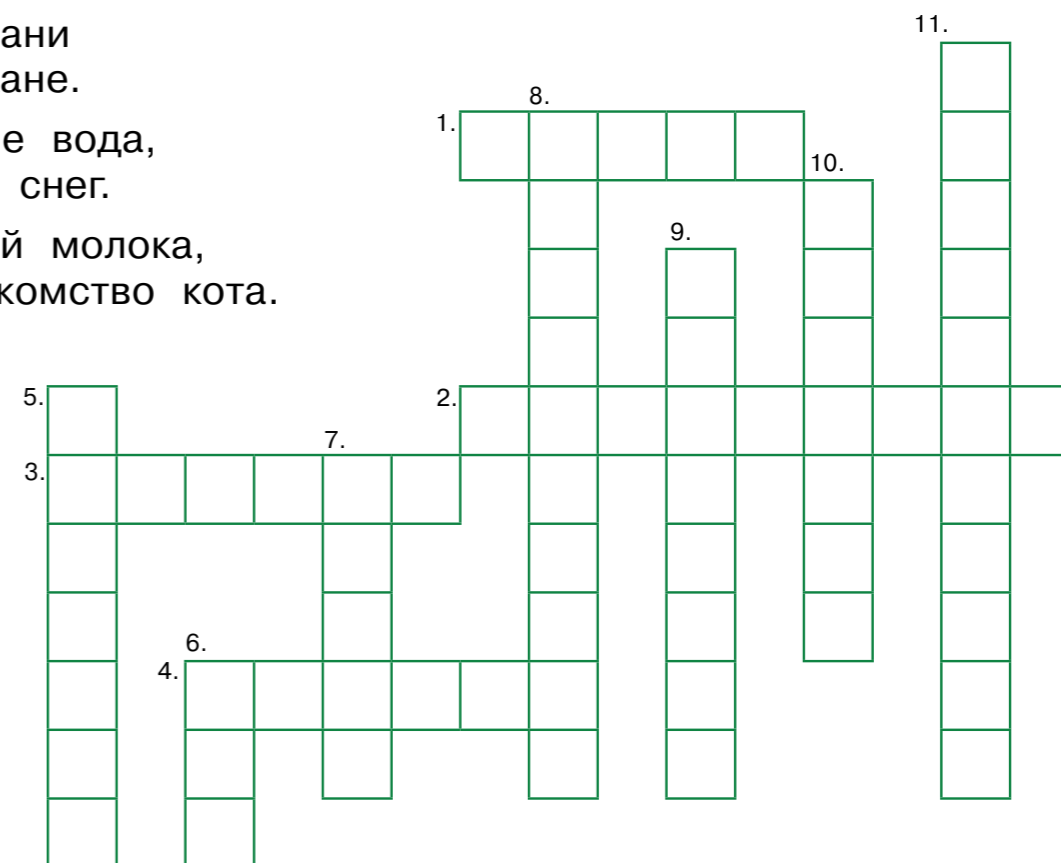 ани
ане.
е вода,
снег.
й молока,
комство кота.
11.
8.
1.
10.
9.
5.
2.
7.
3.
6.
4.